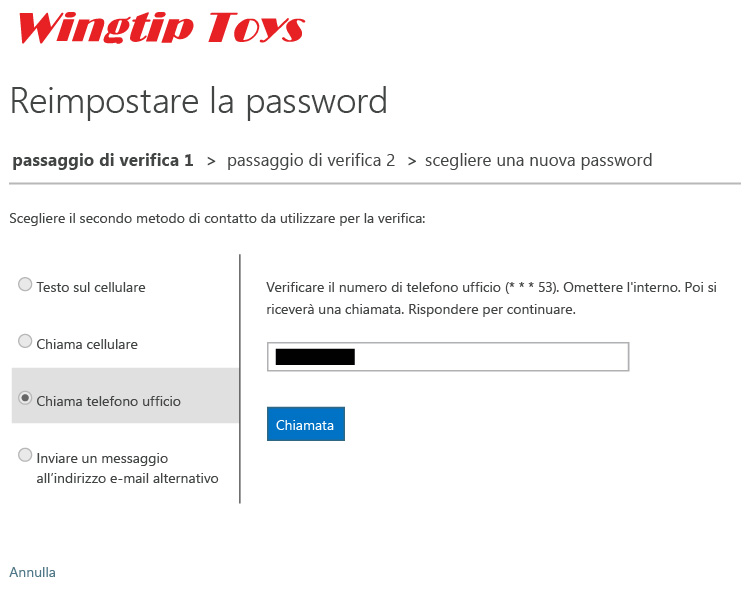 Wingtip Toys
Reimpostare la password
passaggio di verifica 1 > passaggio di verifica 2 > scegliere una nuova password
Scegliere il secondo metodo di contatto da utilizzare per la verifica:
Testo sul cellulare
Chiama cellulare
Chiama telefono ufficio
Inviare un messaggio
all'indirizzo e-mail alternativo
Verificare il numero di telefono ufficio (* * * 53). Omettere l'interno. Poi si
riceverà una chiamata. Rispondere per continuare.
Chiamata
Annulla